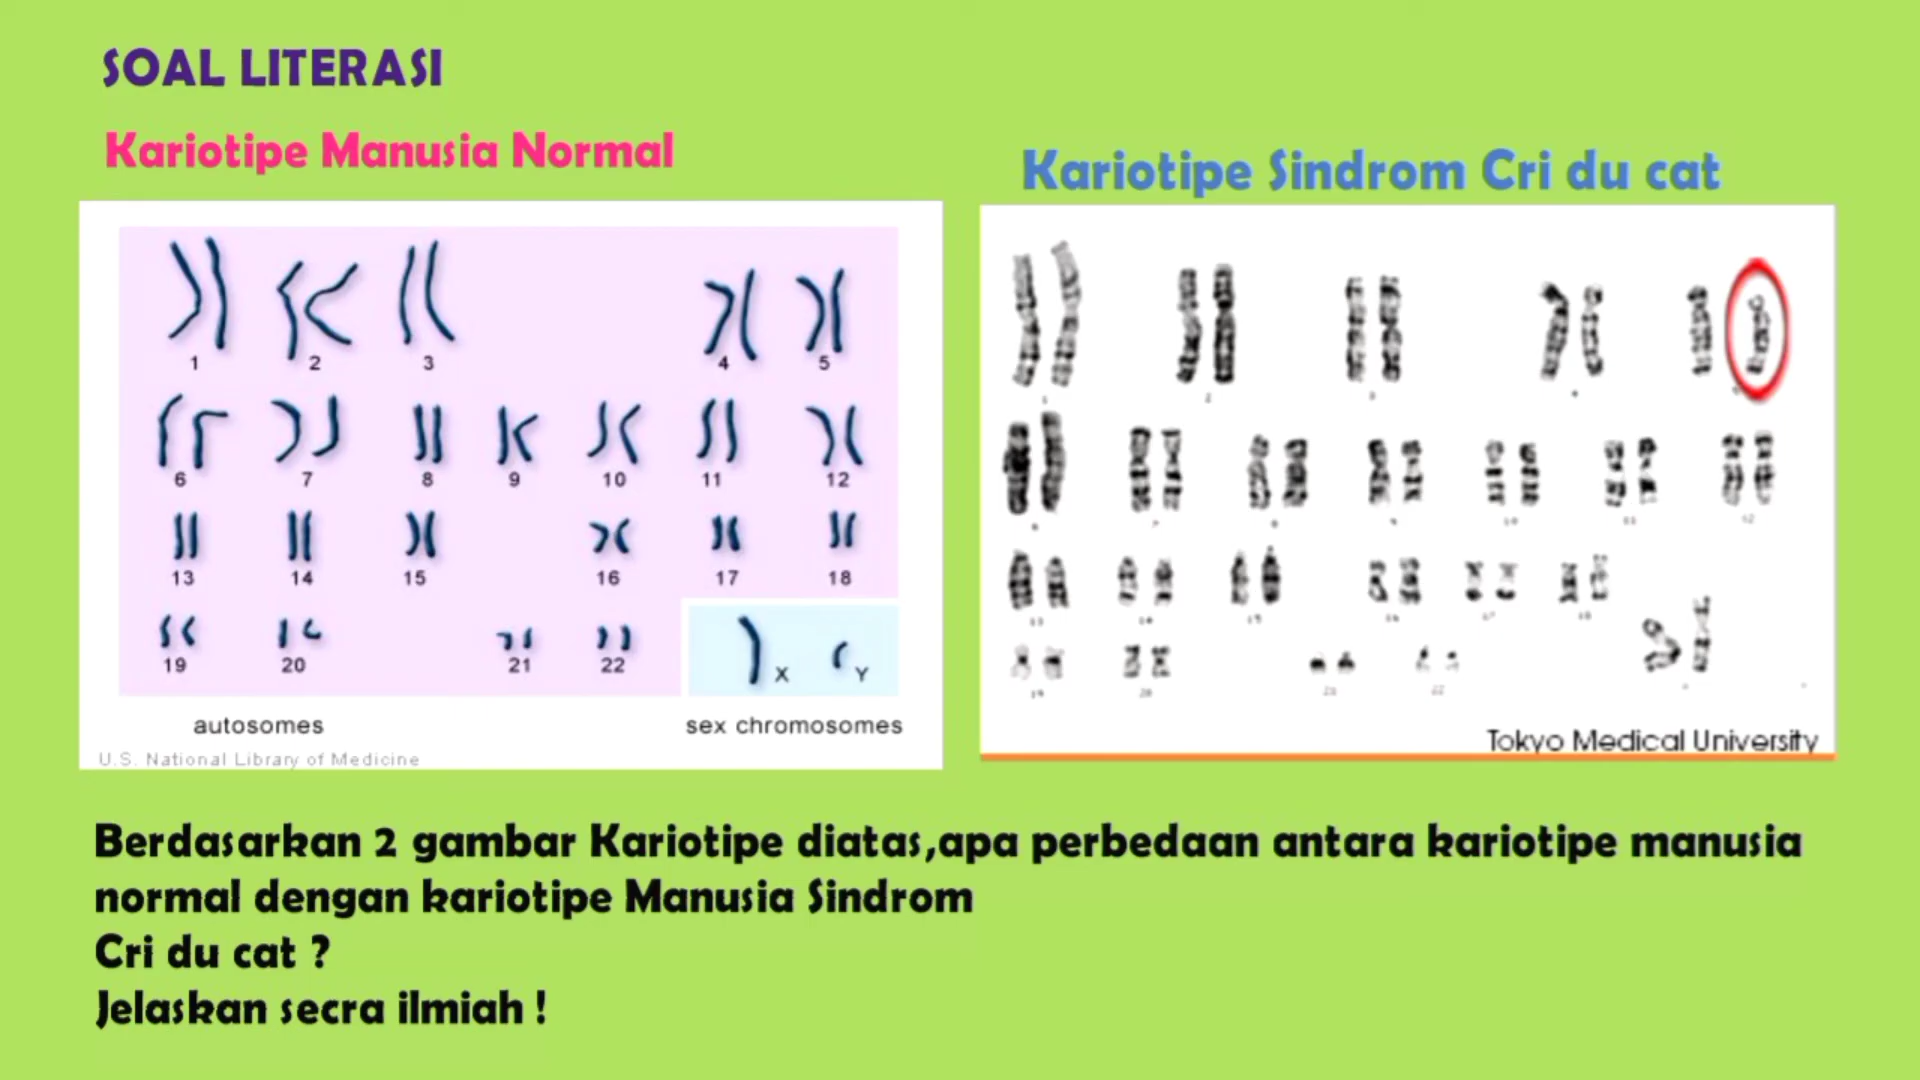 SOAL LITERASI
Kariotipe Manusia Normal
Kariotipe Sindrom Cri du cat
1 2 3 4 5
6 7 8 9 10 11 12
13 14 15 16 17 18
19 20 21 22 X Y
autosomes sex chromosomes
U.S. National Library of Medicine
Tokyo Medical University
Berdasarkan 2 gambar Kariotipe diatas,apa perbedaan antara kariotipe manusia
normal dengan kariotipe Manusia Sindrom
Cri du cat ?
Jelaskan secra ilmiah !